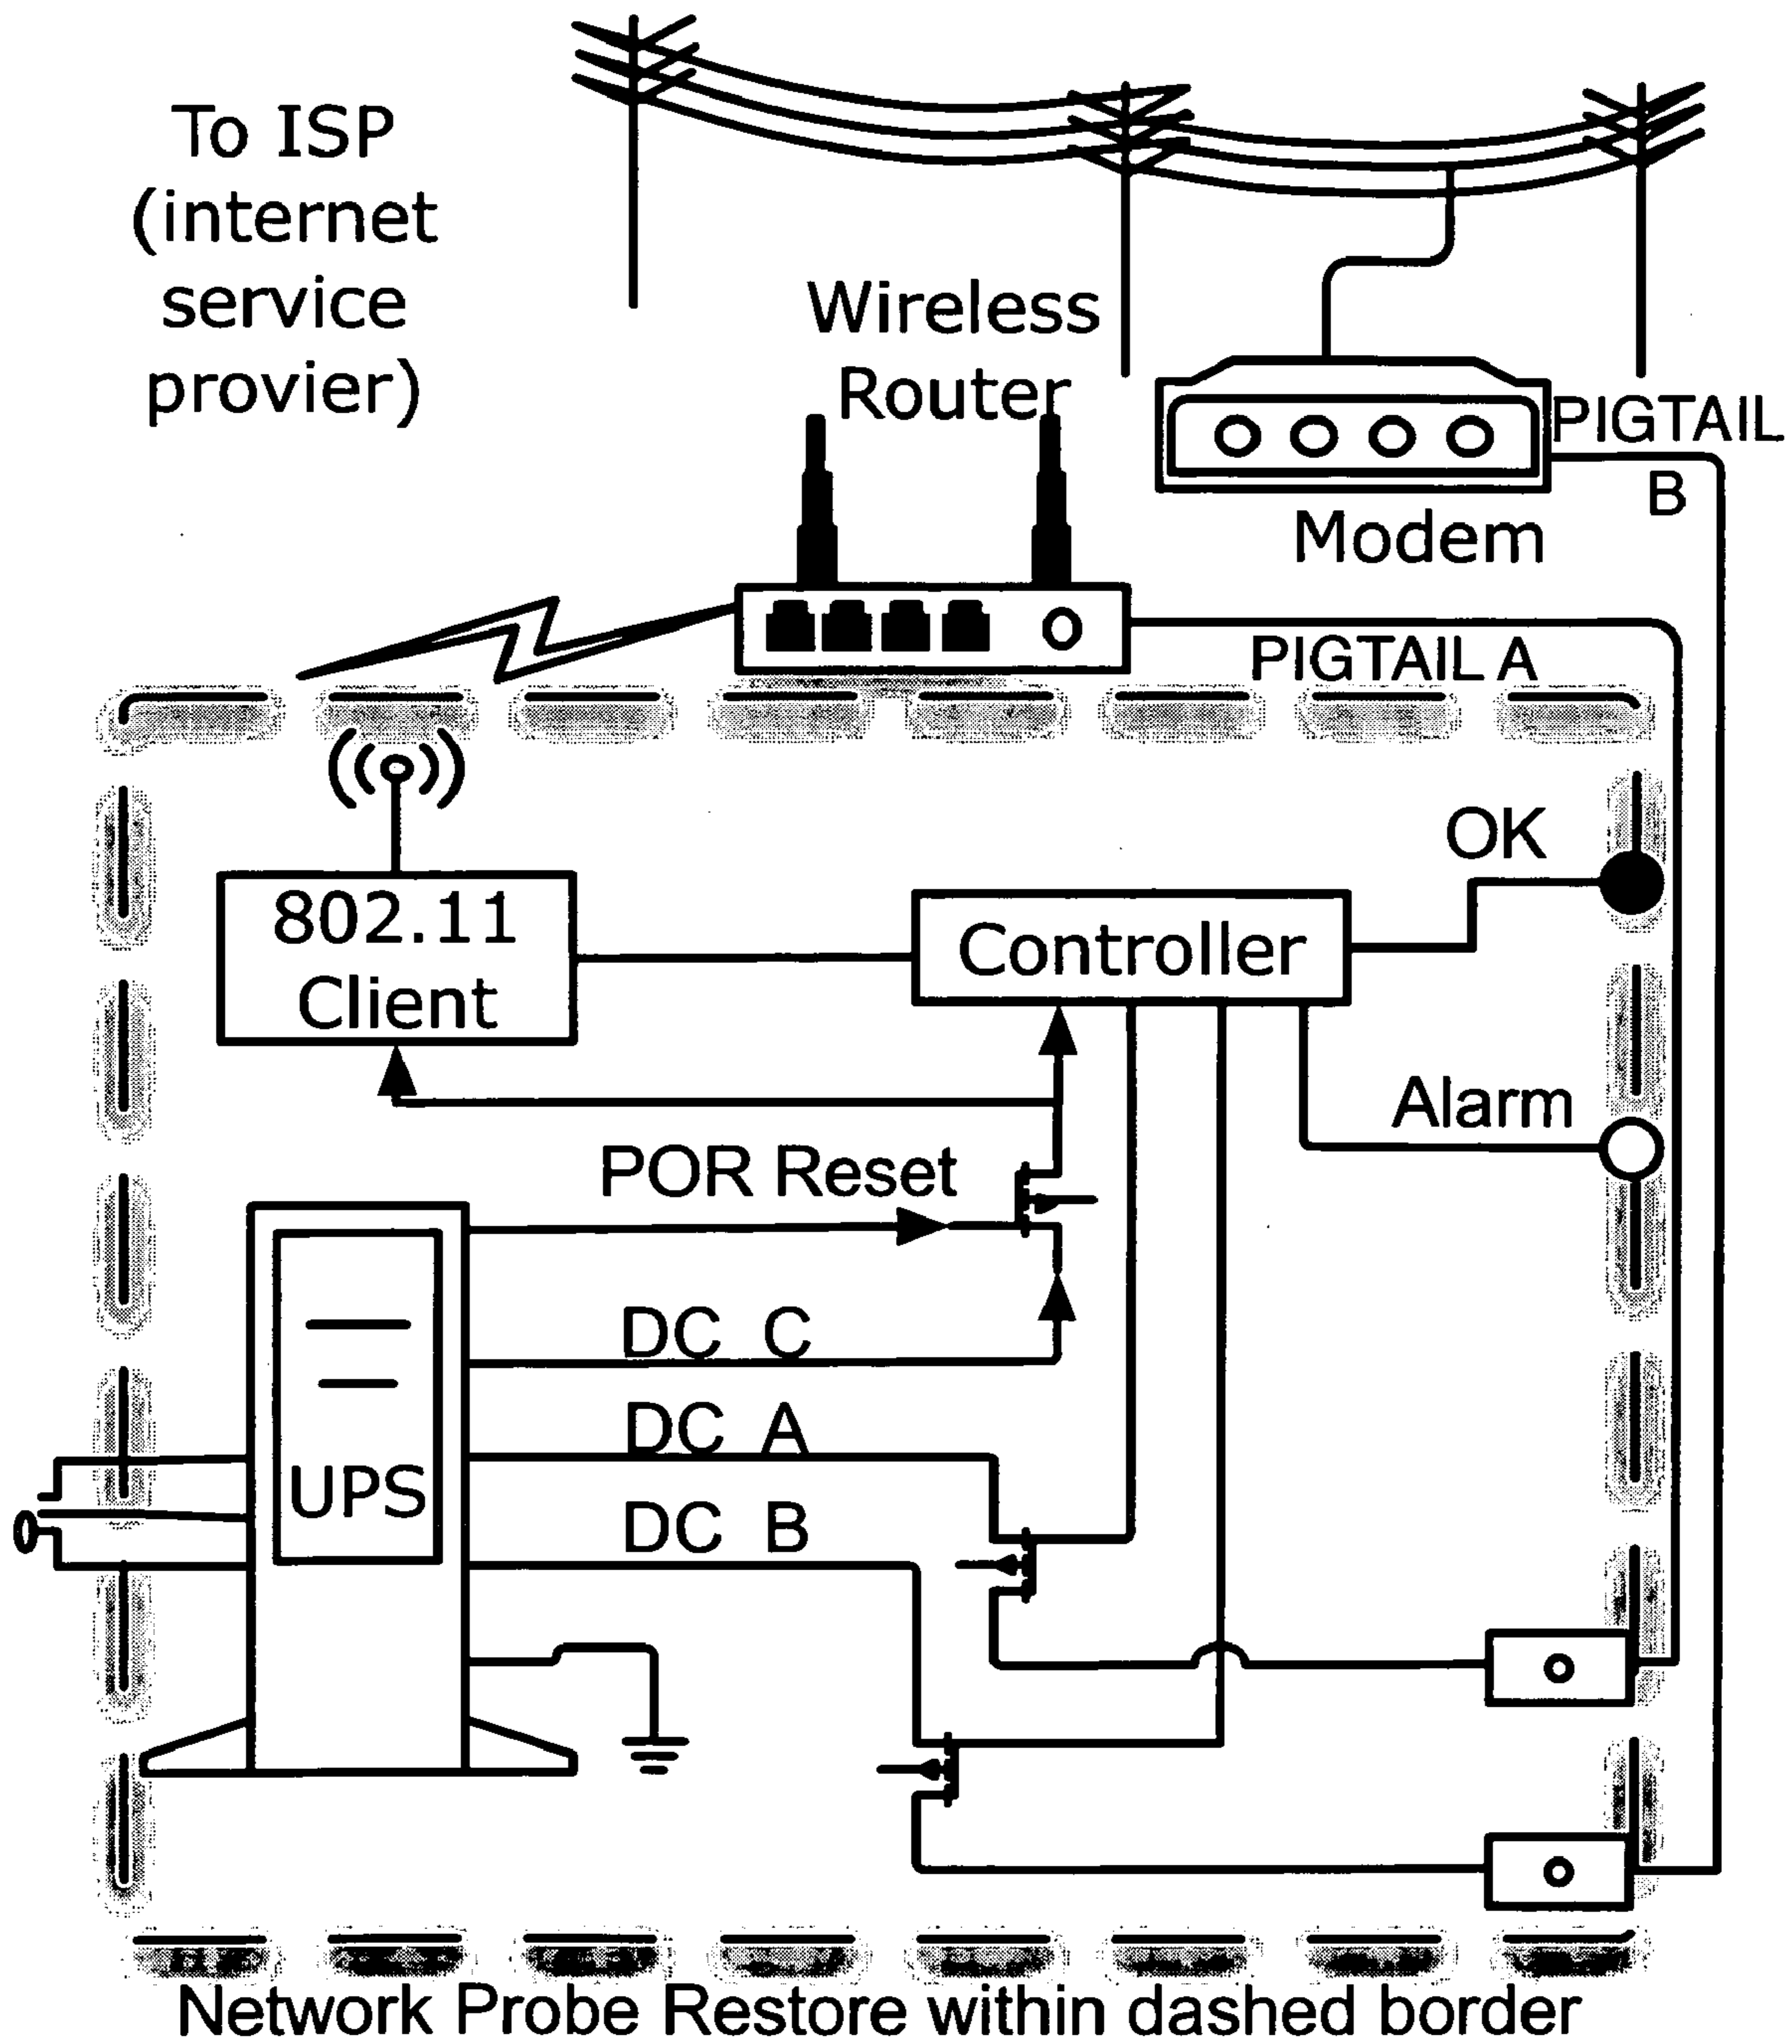 To ISP
(internet
service
provier)
Wireless
Router
PIGTAIL
B
Modem
PIGTAIL A
OK
802.11
Client
Controller
Alarm
POR Reset
DC C
DC A
UPS
DC B
Network Probe Restore within dashed border